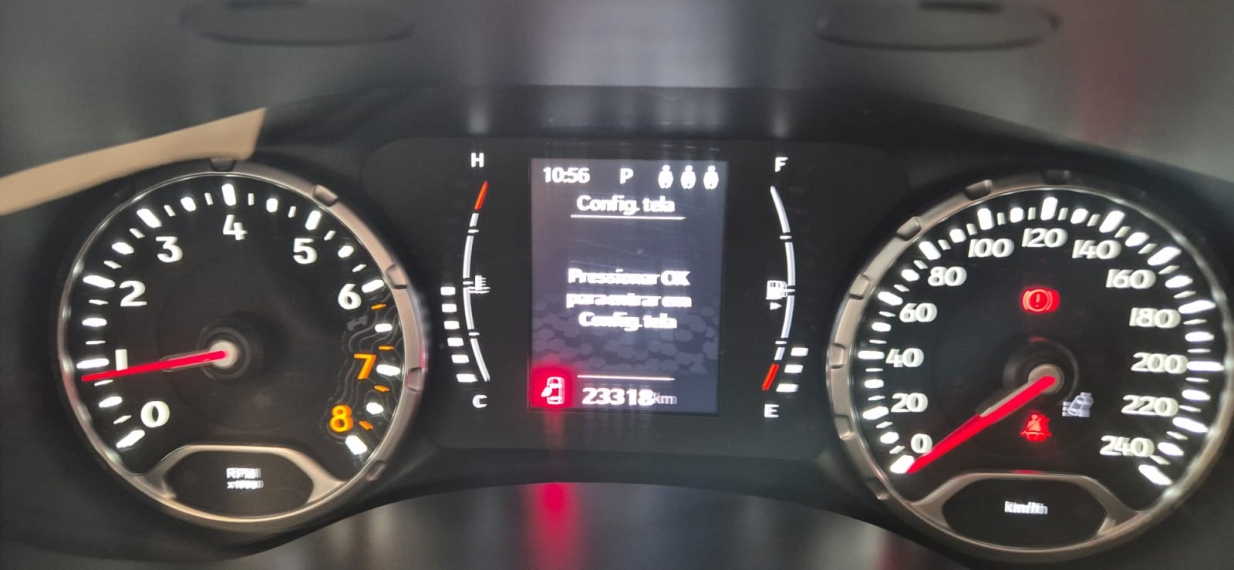 10:56 P
Config. tela
Pressionar OK
para entrar em
Config. tela
23318 km
H
C
F
E
0
1
2
3
4
5
6
7
8
RPM
0
20
40
60
80
100
120
140
160
180
200
220
240
km/h